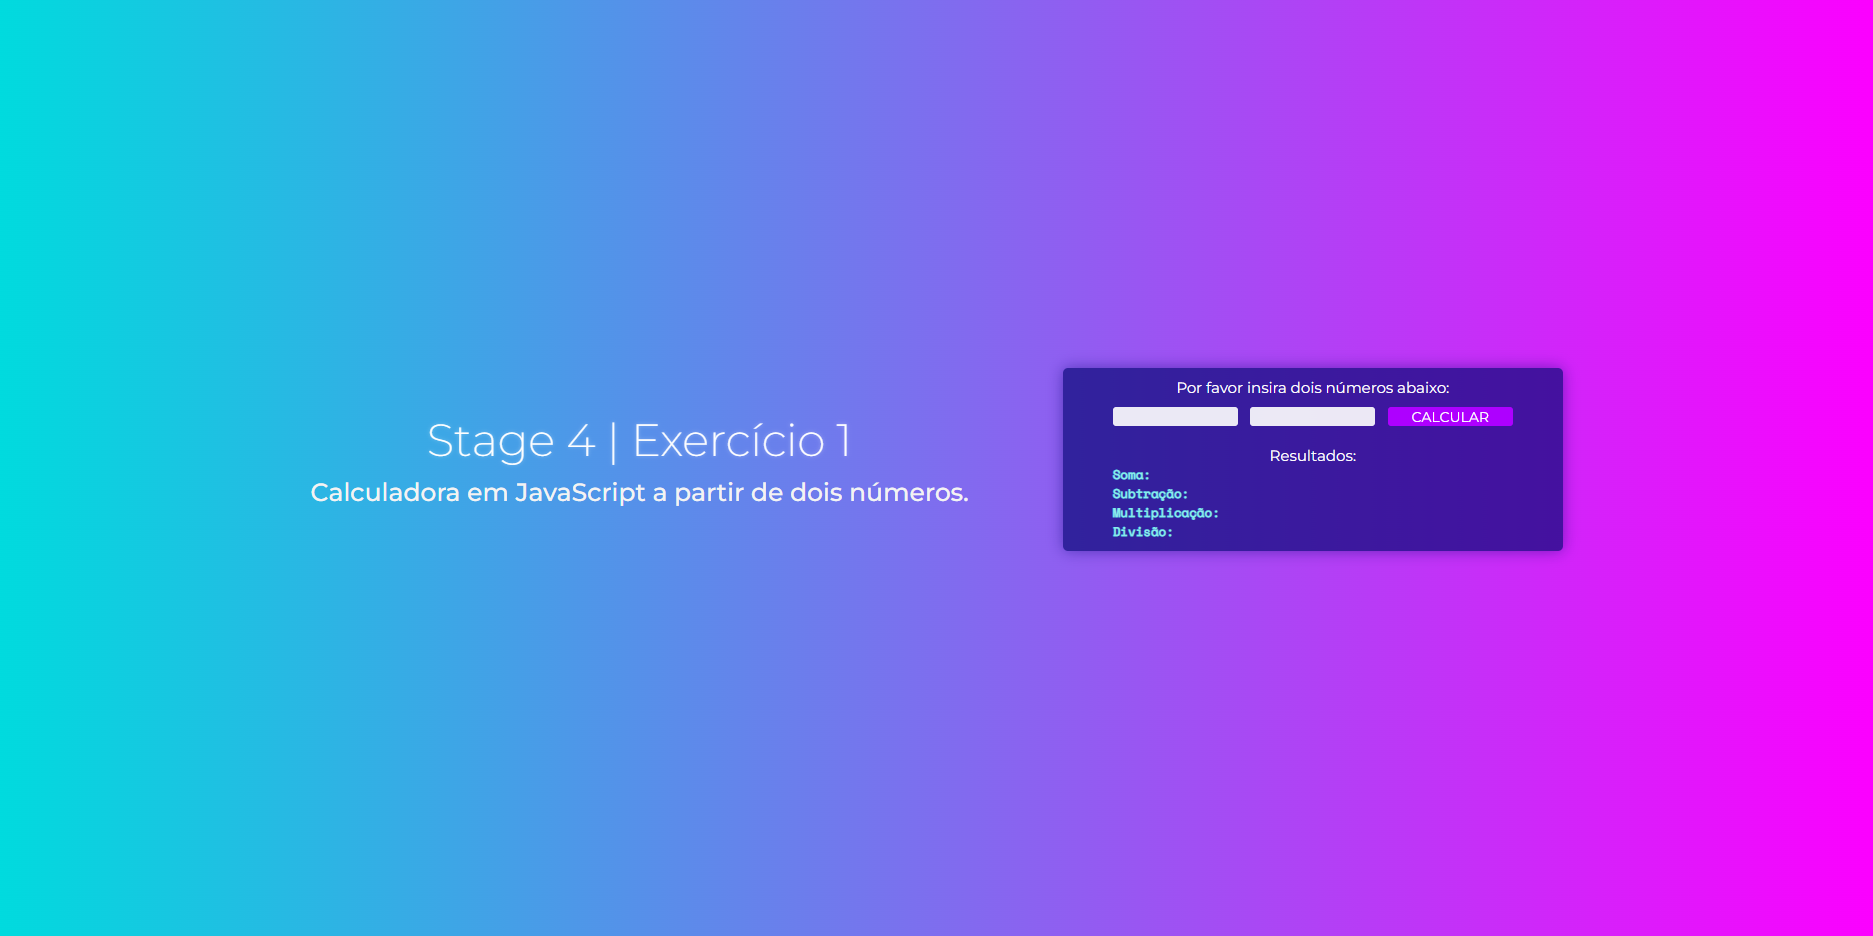 Stage 4 | Exercício 1
Calculadora em JavaScript a partir de dois números.
Por favor insira dois números abaixo:
CALCULAR
Resultados:
Soma:
Subtração:
Multiplicação:
Divisão: